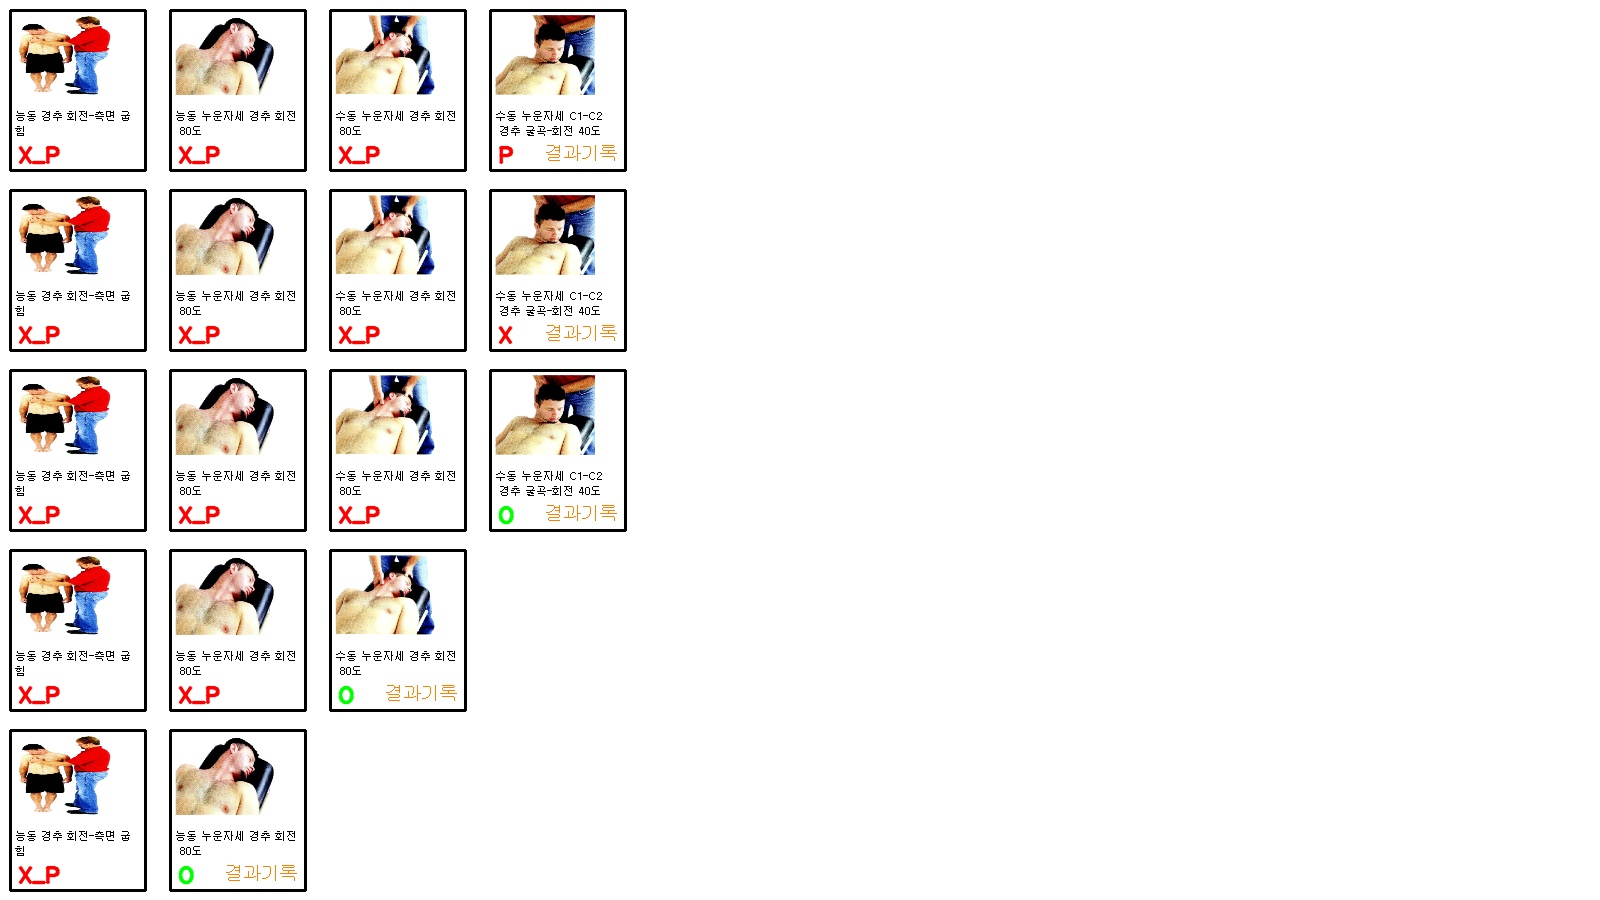 능동 경추 회전-측면 굽
힘
X_P
능동 누운자세 경추 회전
80도
X_P
수동 누운자세 경추 회전
80도
X_P
수동 누운자세 C1-C2
경추 굴곡-회전 40도
P 결과기록
능동 경추 회전-측면 굽
힘
X_P
능동 누운자세 경추 회전
80도
X_P
수동 누운자세 경추 회전
80도
X_P
수동 누운자세 C1-C2
경추 굴곡-회전 40도
X 결과기록
능동 경추 회전-측면 굽
힘
X_P
능동 누운자세 경추 회전
80도
X_P
수동 누운자세 경추 회전
80도
X_P
수동 누운자세 C1-C2
경추 굴곡-회전 40도
O 결과기록
능동 경추 회전-측면 굽
힘
X_P
능동 누운자세 경추 회전
80도
X_P
수동 누운자세 경추 회전
80도
O 결과기록
능동 경추 회전-측면 굽
힘
X_P
능동 누운자세 경추 회전
80도
O 결과기록